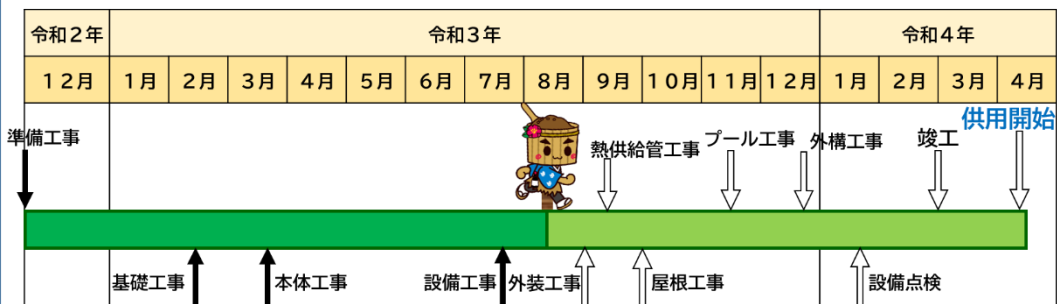 令和２年 令和３年 令和４年
１２月 １月 ２月 ３月 ４月 ５月 ６月 ７月 ８月 ９月 １０月 １１月 １２月 １月 ２月 ３月 ４月
供用開始
準備工事 熱供給管工事 プール工事 外構工事 竣工
基礎工事 本体工事 設備工事 外装工事 屋根工事 設備点検